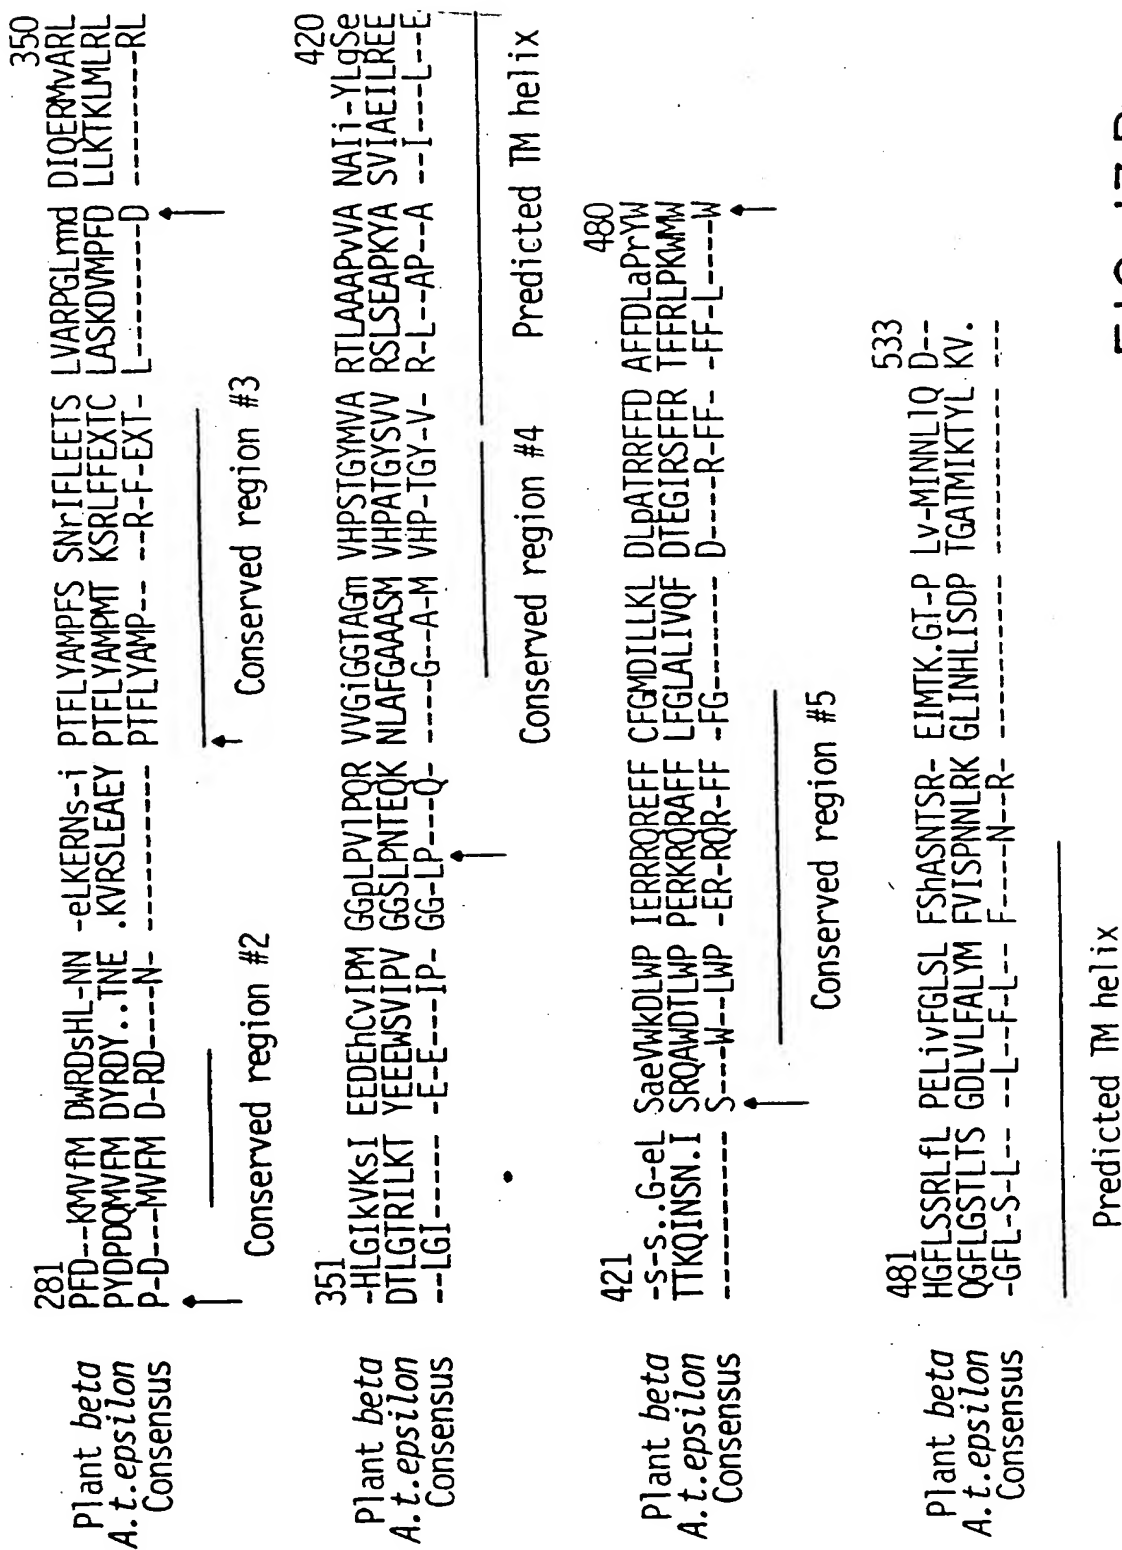 281 350
Plant beta PFD---KMVfM DWRDsHL-NN -eLKERNs-i PTFLYAMPFS SNrIFLEETS LVARPGLrmd DIQERMvARL
A.t.epsilon PYDPDQMVFM DYRDY..TNE .KVRSLEAEY PTFLYAMPMT KSRLFFEXTC LASKDVMPFD LLKTKLMLRL
Consensus P-D---MVFM D-RD----N- ---------- PTFLYAMP-- --R-F-EXT- L--------D --------RL
Conserved region #2 Conserved region #3
351 420
Plant beta -HLGIkVKsI EEDEhCvIPM GGpLPVlPQR VVGiGGTAGm VHPSTGYMVA RTLAAAPvVA NAIi-YLgSe
A.t.epsilon DTLGTRILKT YEEEWSVIPV GGSLPNTEQK NLAFGAAASM VHPATGYSVV RSLSEAPKYA SVIAEILREE
Consensus --LGI----- -E-E----IP- GG-LP----Q- ----G--A-M VHP-TGY-V- R-L--AP--A --I---L---E
Conserved region #4 Predicted TM helix
421 480
Plant beta -s-s..G-eL SaeVWKDLWP IERRRQREFF CFGMDILLKL DLpATRRFFD AFFDLaPrYW
A.t.epsilon TTKQINSN.I SRQAWDTLWP PERKRQRAFF LFGLALIVQF DTEGIRSFFR TFFRLPKWMW
Consensus ---------- S----W--LWP -ER-RQR-FF -FG------- D----R-FF- -FF-L----W
Conserved region #5
481 533
Plant beta HGFLSSRLfL PELivFGLSL FShASNTSR- EIMTK.GT-P Lv-MINNLIQ D--
A.t.epsilon QGFLGSTLTS GDLVLFALYM FVISPNNLRK GLINHLISDP TGATMIKTYL KV.
Consensus -GFL-S-L-- --L--F-L-- F----N--R- ---------- ---------- ---
Predicted TM helix